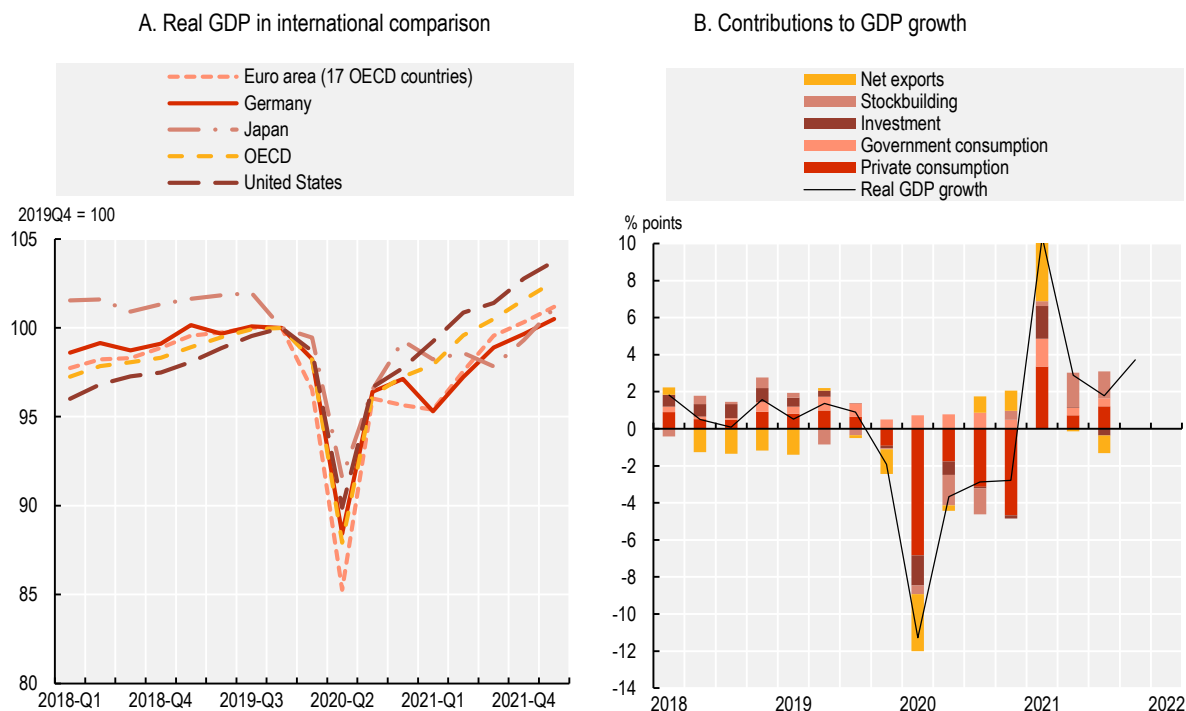 A. Real GDP in international comparison
Euro area (17 OECD countries)
Germany
Japan
OECD
United States
2019Q4 = 100
105
100
95
90
85
80
2018-Q1 2018-Q4 2019-Q3 2020-Q2 2021-Q1 2021-Q4
B. Contributions to GDP growth
Net exports
Stockbuilding
Investment
Government consumption
Private consumption
Real GDP growth
% points
10
8
6
4
2
0
-2
-4
-6
-8
-10
-12
-14
2018 2019 2020 2021 2022